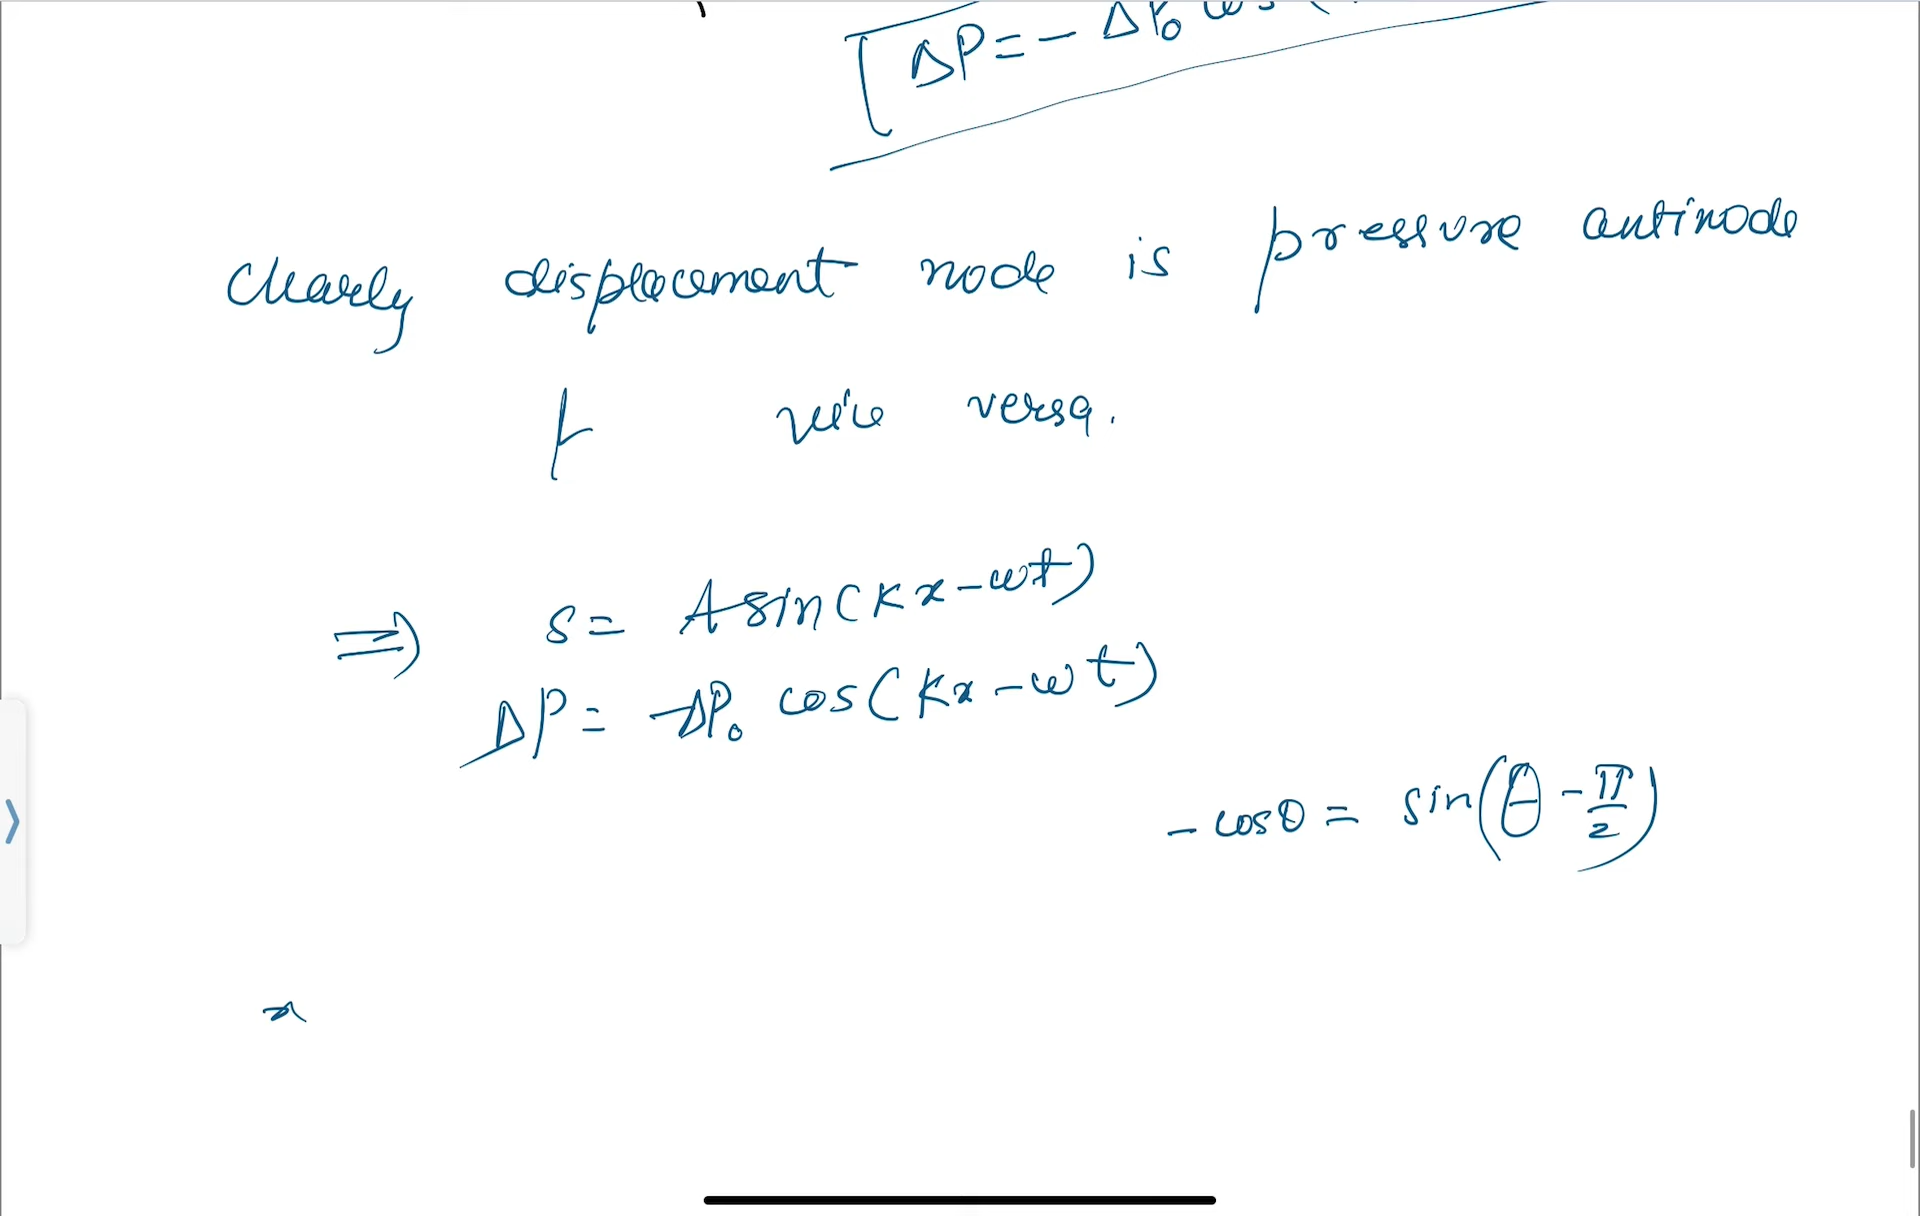 ΔP = - ΔP₀ cos(
Clearly displacement node is pressure antinode
& vice versa.
⇒ s = A sin(kx - ωt)
ΔP = -ΔP₀ cos(kx - ωt)
- cosθ = sin(θ - π/2)